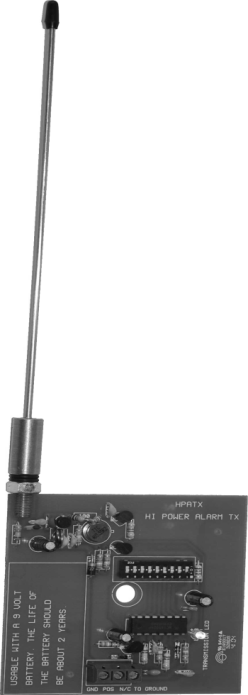 HPATX
HI POWER ALARM TX
USABLE WITH A 9 VOLT
BATTERY THE LIFE OF
THE BATTERY SHOULD
BE ABOUT 2 YEARS
LED
GND POS N/C TO GROUND